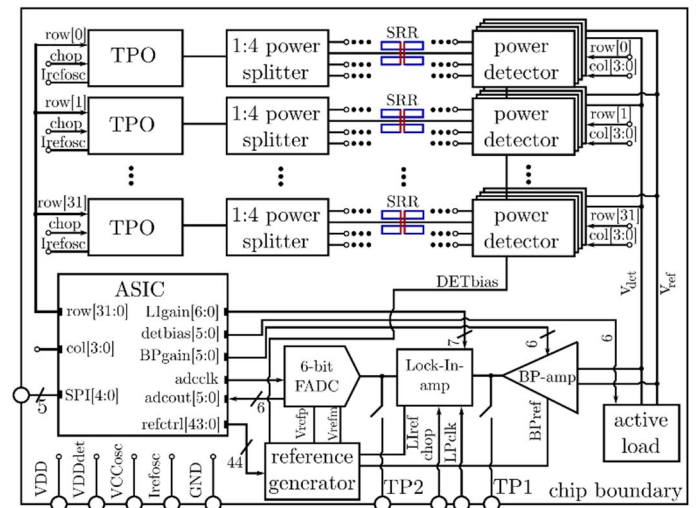 row[0]
chop
Irefosc
TPO
1:4 power
splitter
SRR
power
detector
row[0]
col[3:0]
row[1]
chop
Irefosc
TPO
1:4 power
splitter
SRR
power
detector
row[1]
col[3:0]
row[31]
chop
Irefosc
TPO
1:4 power
splitter
SRR
power
detector
row[31]
col[3:0]
Vdet
Vref
DETbias
ASIC
row[31:0]
col[3:0]
SPI[4:0]
LIgain[6:0]
detbias[5:0]
BPgain[5:0]
adcclk
adcout[5:0]
refctrl[43:0]
5
6
44
6-bit
FADC
Vrefp
Vrefm
reference
generator
7
Lock-In-
amp
6
BP-amp
6
LIref
chop
LPclk
BPref
active
load
VDD
VDDdet
VCCosc
Irefosc
GND
TP2
TP1
chip boundary